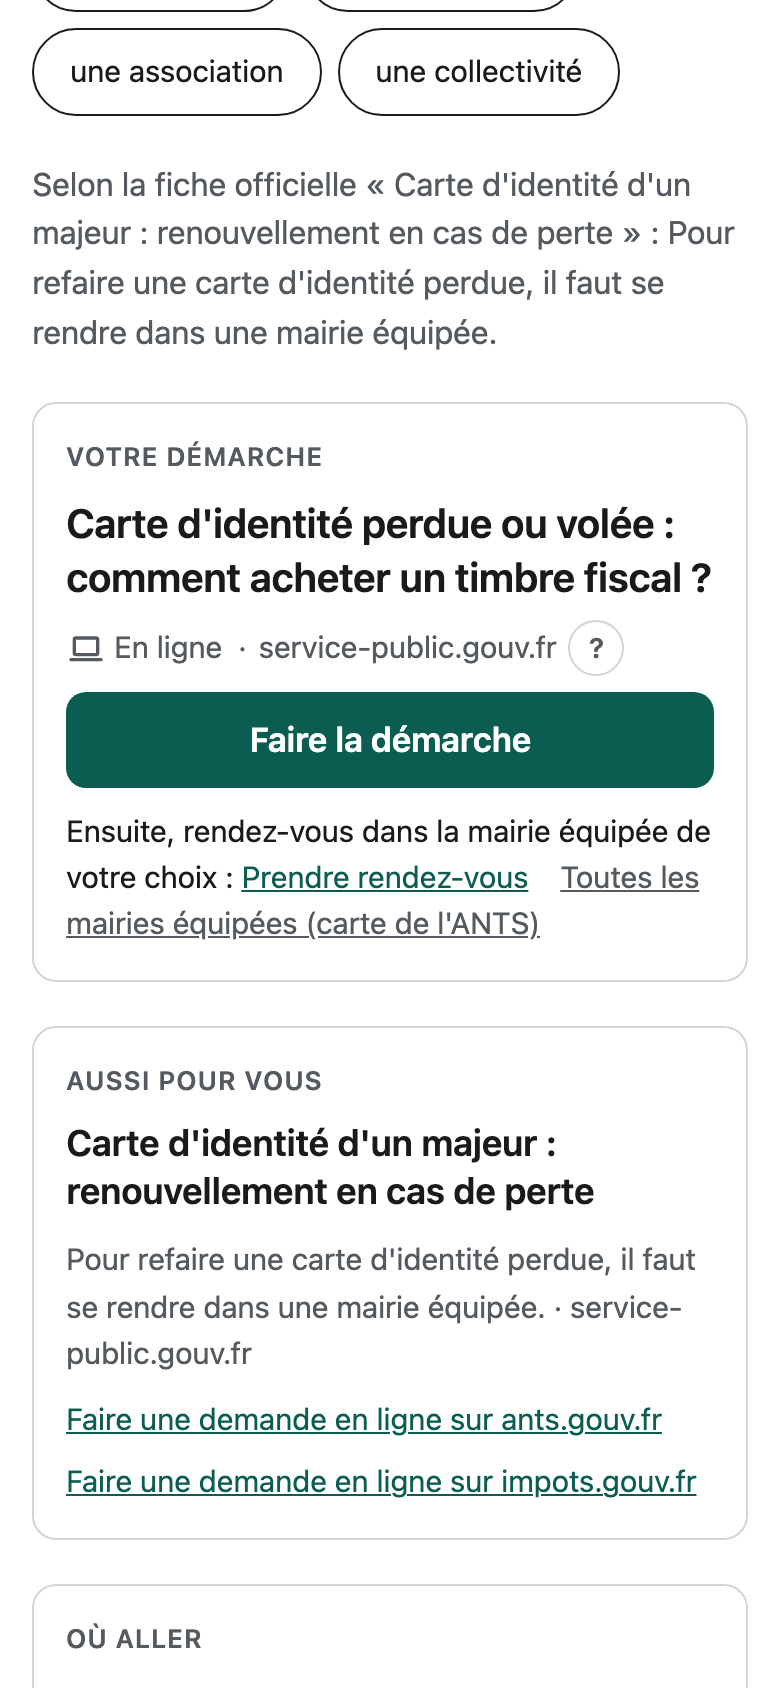 une association
une collectivité
Selon la fiche officielle « Carte d'identité d'un
majeur : renouvellement en cas de perte » : Pour
refaire une carte d'identité perdue, il faut se
rendre dans une mairie équipée.
VOTRE DÉMARCHE
Carte d'identité perdue ou volée :
comment acheter un timbre fiscal ?
En ligne · service-public.gouv.fr ?
Faire la démarche
Ensuite, rendez-vous dans la mairie équipée de
votre choix : Prendre rendez-vous Toutes les
mairies équipées (carte de l'ANTS)
AUSSI POUR VOUS
Carte d'identité d'un majeur :
renouvellement en cas de perte
Pour refaire une carte d'identité perdue, il faut
se rendre dans une mairie équipée. · service-
public.gouv.fr
Faire une demande en ligne sur ants.gouv.fr
Faire une demande en ligne sur impots.gouv.fr
OÙ ALLER